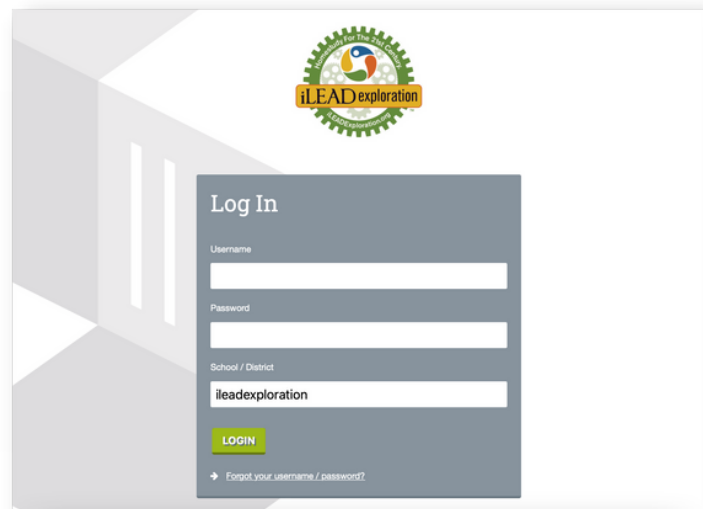 Homestudy For The 21st Century
iLEAD exploration
iLEADExploration.org
Log In
Username
Password
School / District
ileadexploration
LOGIN
Forgot your username / password?